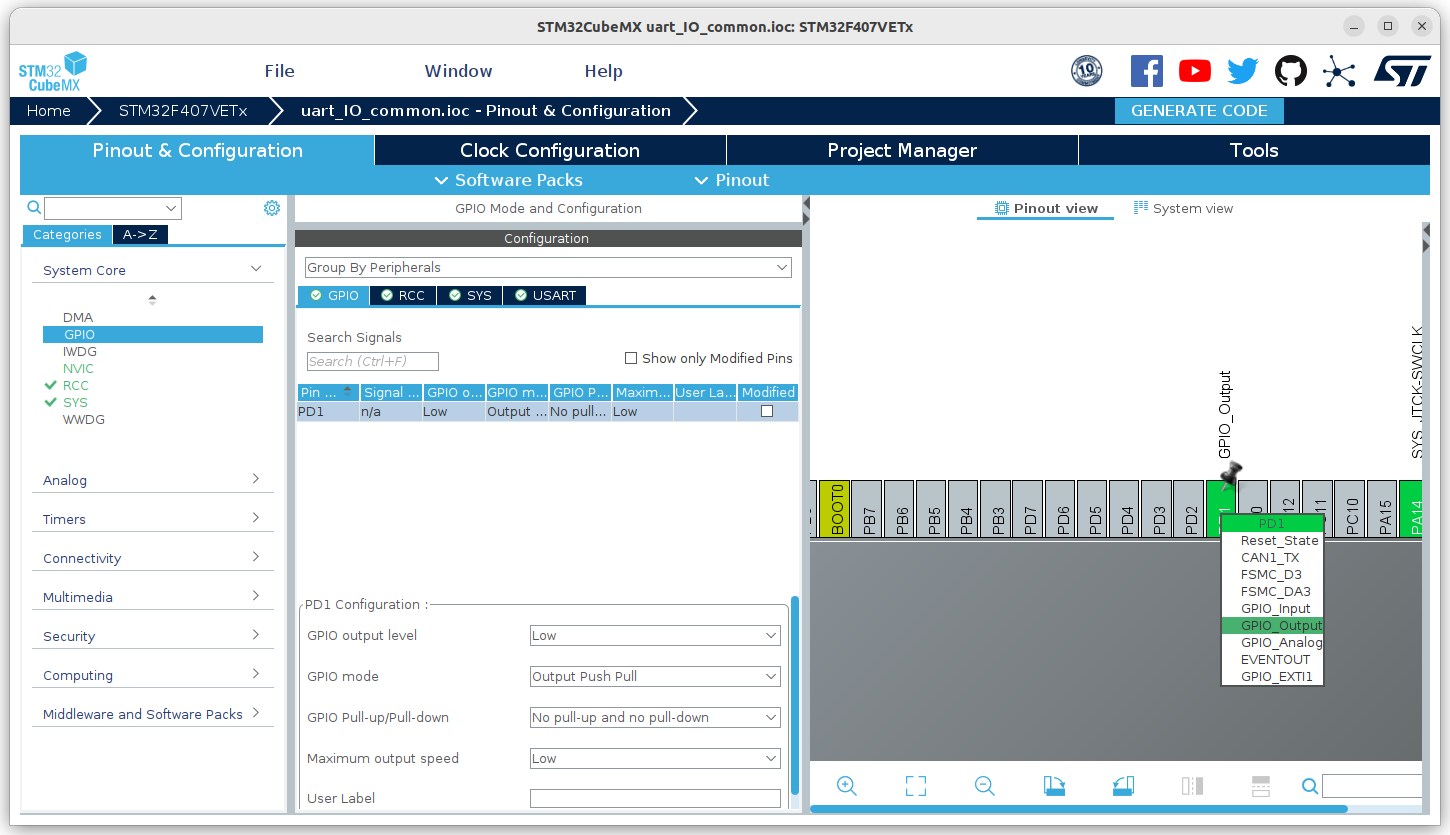 STM32CubeMX uart_IO_common.ioc: STM32F407VETx
STM32
CubeMX
File
Window
Help
10
Home
STM32F407VETx
uart_IO_common.ioc - Pinout & Configuration
GENERATE CODE
Pinout & Configuration
Clock Configuration
Project Manager
Tools
Software Packs
Pinout
Categories
A->Z
System Core
DMA
GPIO
IWDG
NVIC
RCC
SYS
WWDG
Analog
Timers
Connectivity
Multimedia
Security
Computing
Middleware and Software Packs
GPIO Mode and Configuration
Configuration
Group By Peripherals
GPIO
RCC
SYS
USART
Search Signals
Search (Ctrl+F)
Show only Modified Pins
Pin ... Signal ... GPIO o... GPIO m... GPIO P... Maxim... User La... Modified
PD1 n/a Low Output ... No pull... Low
PD1 Configuration :
GPIO output level Low
GPIO mode Output Push Pull
GPIO Pull-up/Pull-down No pull-up and no pull-down
Maximum output speed Low
User Label
Pinout view
System view
GPIO_Output
SYS_JTCK-SWCLK
BOOT0
PB7
PB6
PB5
PB4
PB3
PD7
PD6
PD5
PD4
PD3
PD2
PC10
PA15
PA14
PD1
Reset_State
CAN1_TX
FSMC_D3
FSMC_DA3
GPIO_Input
GPIO_Output
GPIO_Analog
EVENTOUT
GPIO_EXTI1